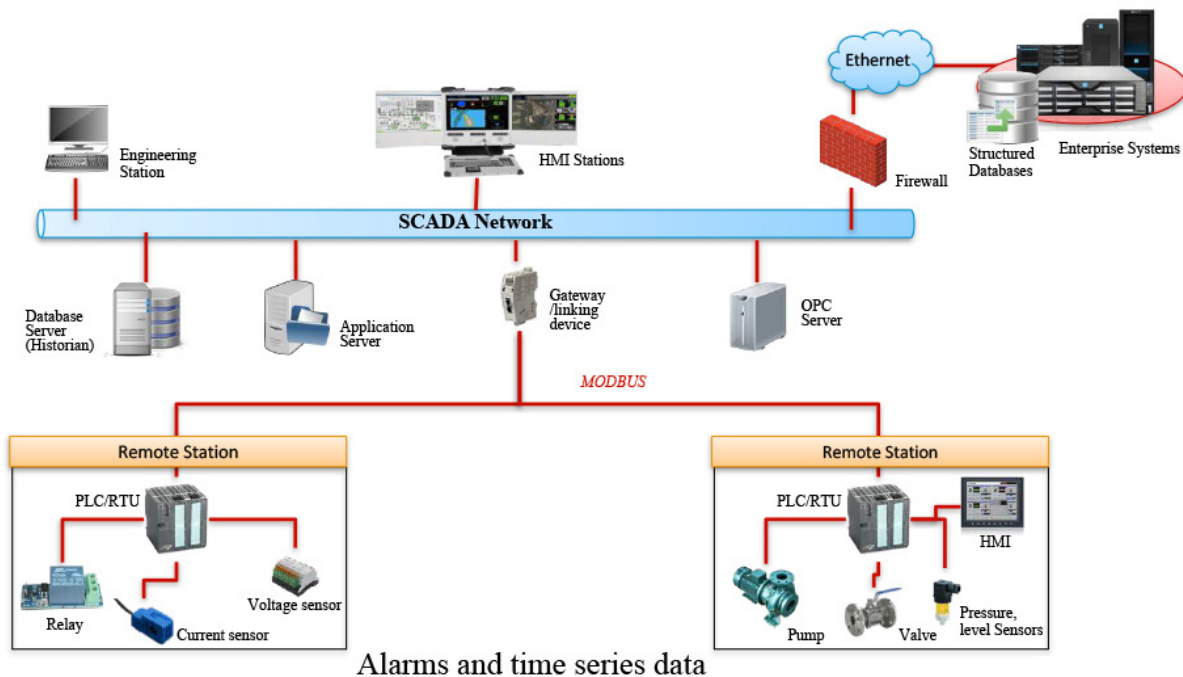 Ethernet
Engineering
Station
HMI Stations
Firewall
Structured
Databases
Enterprise Systems
SCADA Network
Database
Server
(Historian)
Application
Server
Gateway
/linking
device
OPC
Server
MODBUS
Remote Station
Remote Station
PLC/RTU
PLC/RTU
HMI
Relay
Current sensor
Voltage sensor
Pump
Valve
Pressure,
level Sensors
Alarms and time series data